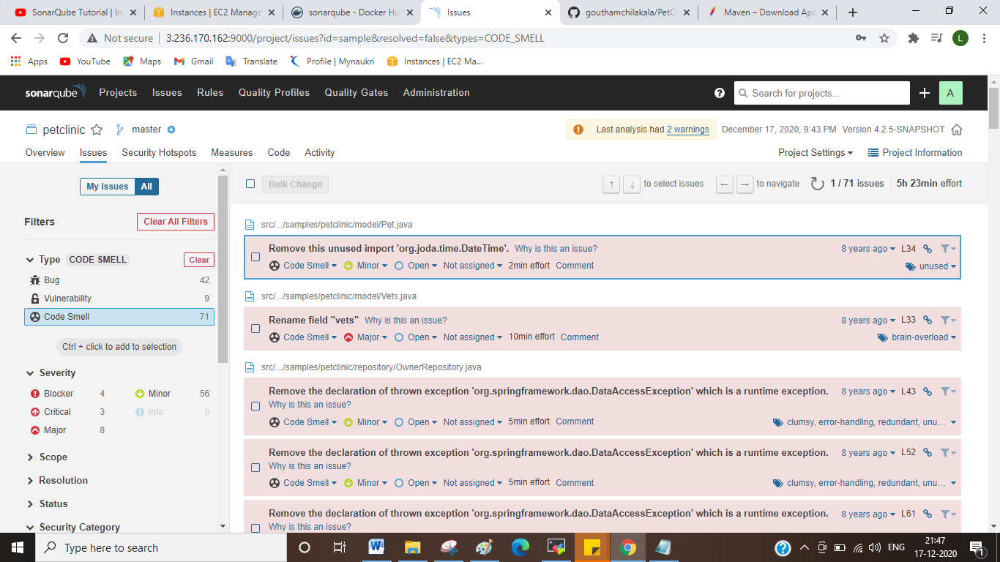 SonarQube Tutorial | In
Instances | EC2 Manage
sonarqube - Docker Hu
Issues
gouthamchilakala/PetCl
Maven – Download Apa
Not secure | 3.236.170.162:9000/project/issues?id=sample&resolved=false&types=CODE_SMELL
L
Apps YouTube Maps Gmail Translate Profile | Mynaukri Instances | EC2 Ma...
sonarqube Projects Issues Rules Quality Profiles Quality Gates Administration
Search for projects...
A
petclinic master
Last analysis had 2 warnings December 17, 2020, 9:43 PM Version 4.2.5-SNAPSHOT
Overview Issues Security Hotspots Measures Code Activity
Project Settings Project Information
My Issues All
Bulk Change
↑ ↓ to select issues ← → to navigate 1 / 71 issues 5h 23min effort
Filters Clear All Filters
Type CODE SMELL Clear
Bug 42
Vulnerability 9
Code Smell 71
Ctrl + click to add to selection
Severity
Blocker 4 Minor 56
Critical 3 Info 0
Major 8
Scope
Resolution
Status
Security Category
src/.../samples/petclinic/model/Pet.java
Remove this unused import 'org.joda.time.DateTime'. Why is this an issue? 8 years ago L34
Code Smell Minor Open Not assigned 2min effort Comment unused
src/.../samples/petclinic/model/Vets.java
Rename field "vets" Why is this an issue? 8 years ago L33
Code Smell Major Open Not assigned 10min effort Comment brain-overload
src/.../samples/petclinic/repository/OwnerRepository.java
Remove the declaration of thrown exception 'org.springframework.dao.DataAccessException' which is a runtime exception. 8 years ago L43
Why is this an issue?
Code Smell Minor Open Not assigned 5min effort Comment clumsy, error-handling, redundant, unu...
Remove the declaration of thrown exception 'org.springframework.dao.DataAccessException' which is a runtime exception. 8 years ago L52
Why is this an issue?
Code Smell Minor Open Not assigned 5min effort Comment clumsy, error-handling, redundant, unu...
Remove the declaration of thrown exception 'org.springframework.dao.DataAccessException' which is a runtime exception. 8 years ago L61
Why is this an issue?
Type here to search
ENG
21:47
17-12-2020
1